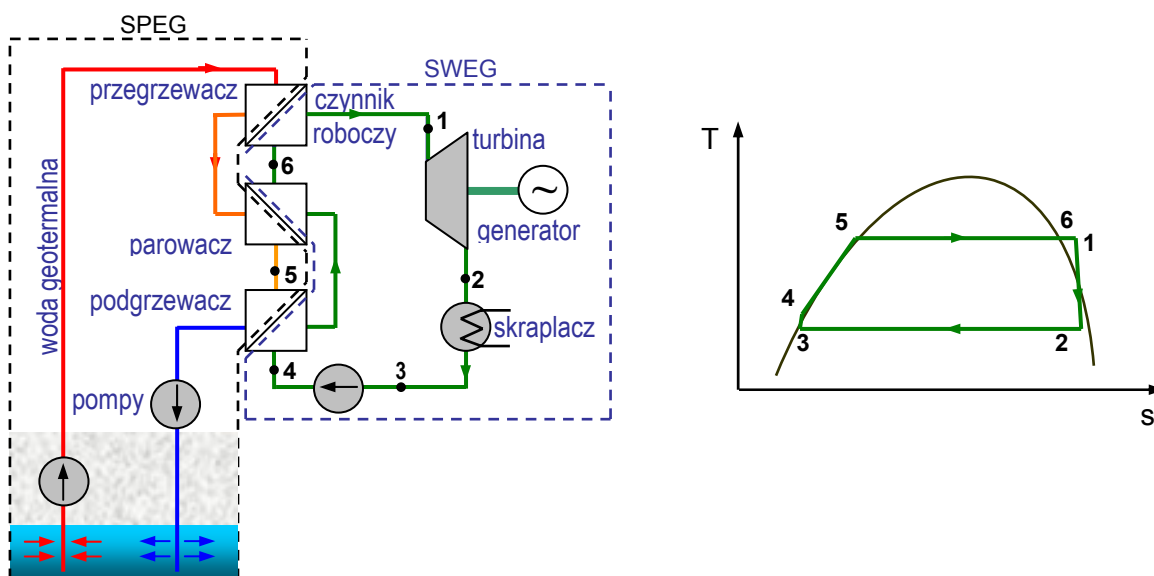 SPEG
SWEG
przegrzewacz
czynnik
roboczy
1
turbina
6
woda geotermalna
~
generator
parowacz
5
podgrzewacz
2
skraplacz
4
3
pompy
T
5
6
1
4
3
2
s